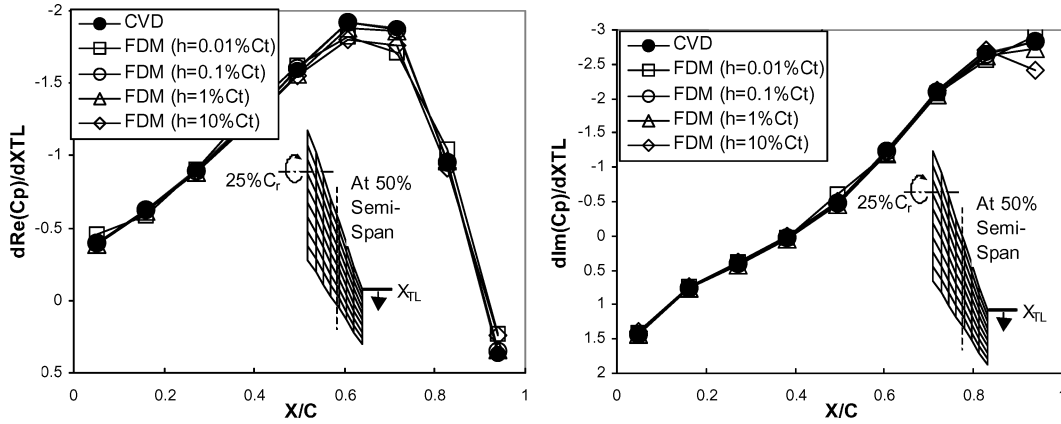 -2
-1.5
-1
-0.5
0
0.5
dRe(Cp)/dXTL
CVD
FDM (h=0.01%Ct)
FDM (h=0.1%Ct)
FDM (h=1%Ct)
FDM (h=10%Ct)
25%Cr
At 50%
Semi-
Span
XTL
0 0.2 0.4 0.6 0.8 1
X/C
-3
-2.5
-2
-1.5
-1
-0.5
0
0.5
1
1.5
2
dIm(Cp)/dXTL
CVD
FDM (h=0.01%Ct)
FDM (h=0.1%Ct)
FDM (h=1%Ct)
FDM (h=10%Ct)
25%Cr
At 50%
Semi-
Span
XTL
0 0.2 0.4 0.6 0.8 1
X/C